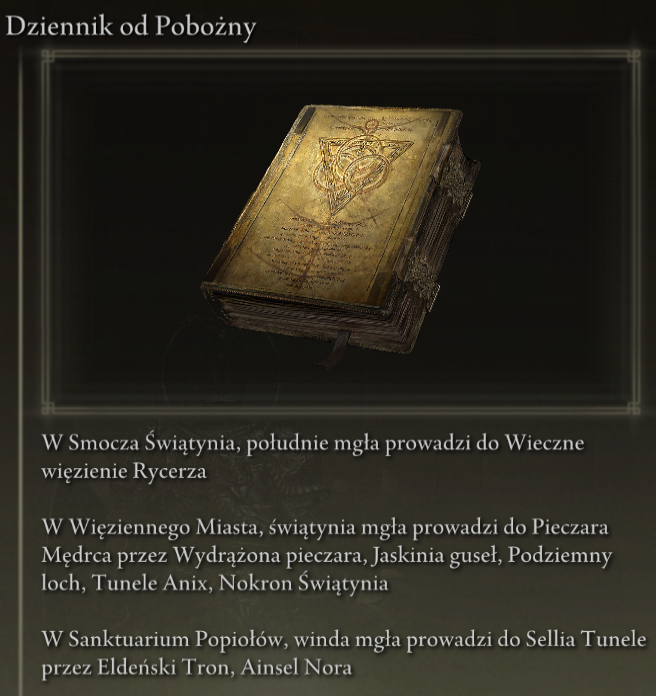 Dziennik od Pobożny
W Smocza Świątynia, południe mgła prowadzi do Wieczne
więzienie Rycerza
W Więziennego Miasta, świątynia mgła prowadzi do Pieczara
Mędrca przez Wydrążona pieczara, Jaskinia guseł, Podziemny
loch, Tunele Anix, Nokron Świątynia
W Sanktuarium Popiołów, winda mgła prowadzi do Sellia Tunele
przez Eldeński Tron, Ainsel Nora